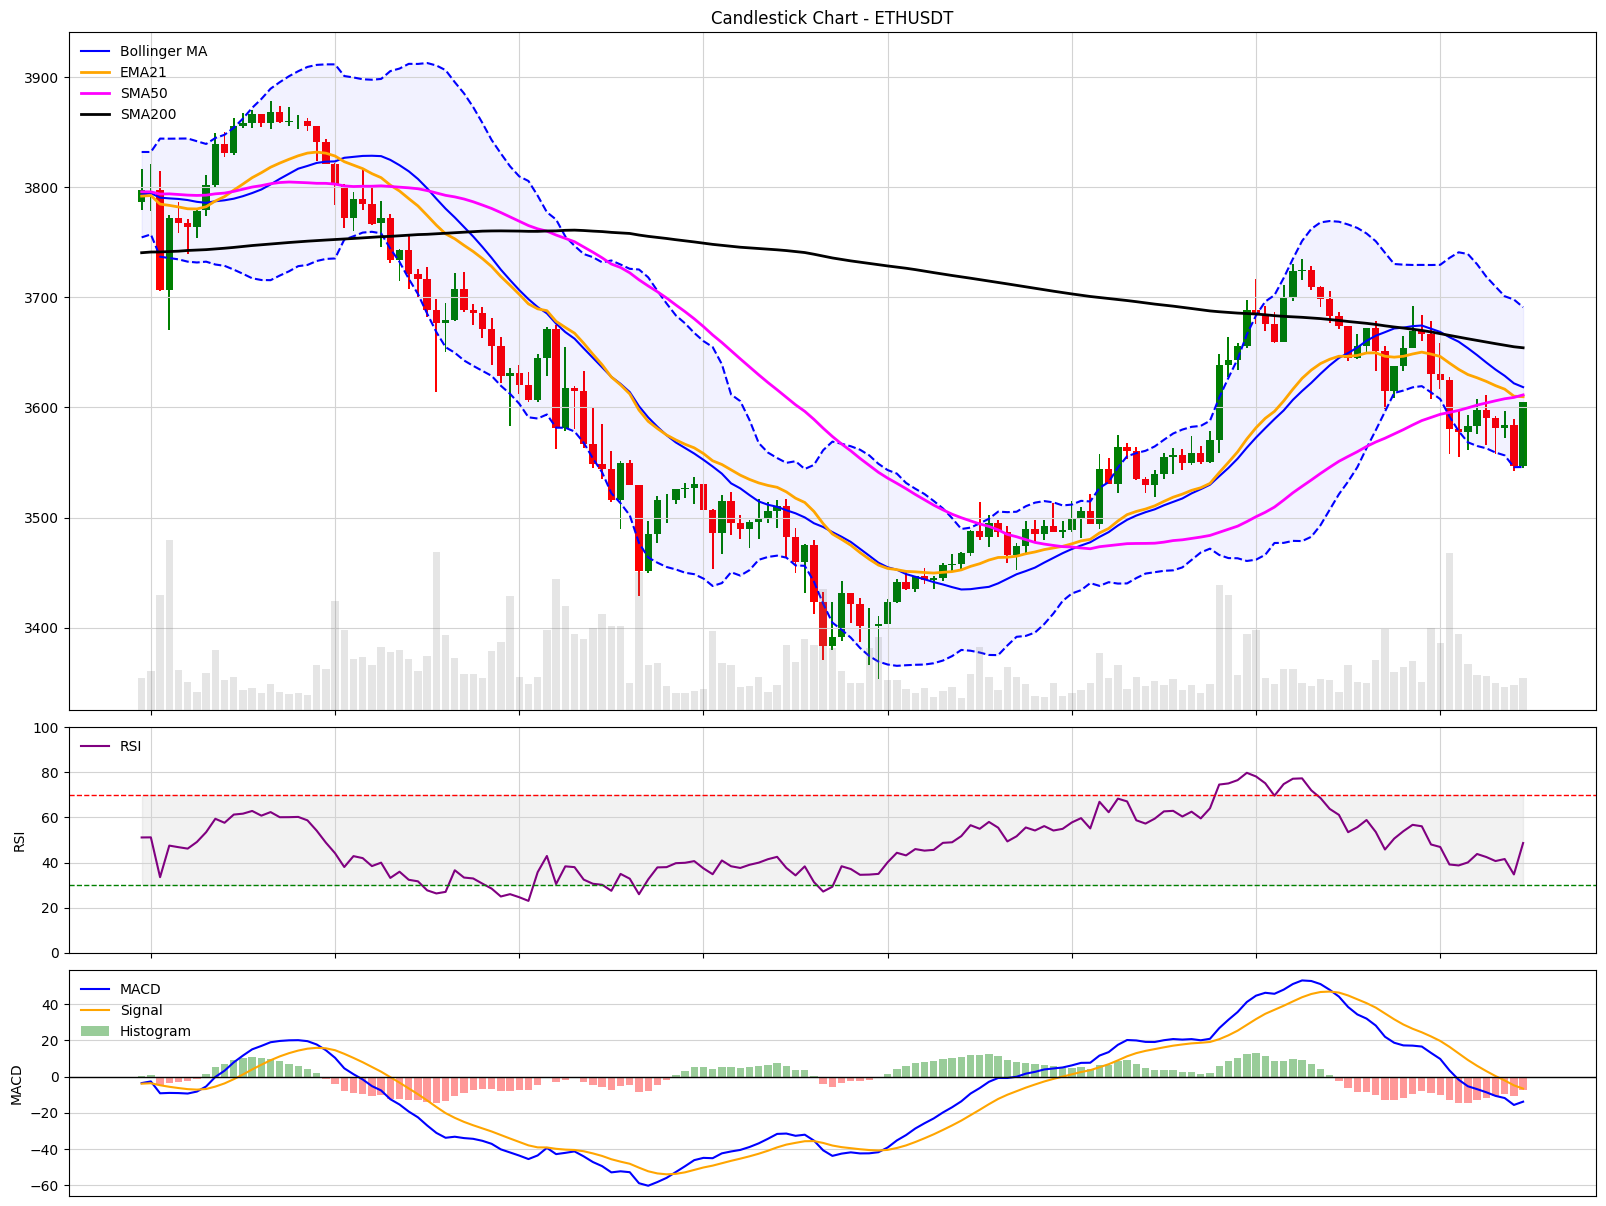 Candlestick Chart - ETHUSDT
Bollinger MA
EMA21
SMA50
SMA200
3900
3800
3700
3600
3500
3400
RSI
100
80
60
40
20
0
RSI
MACD
Signal
Histogram
40
20
0
−20
−40
−60
MACD